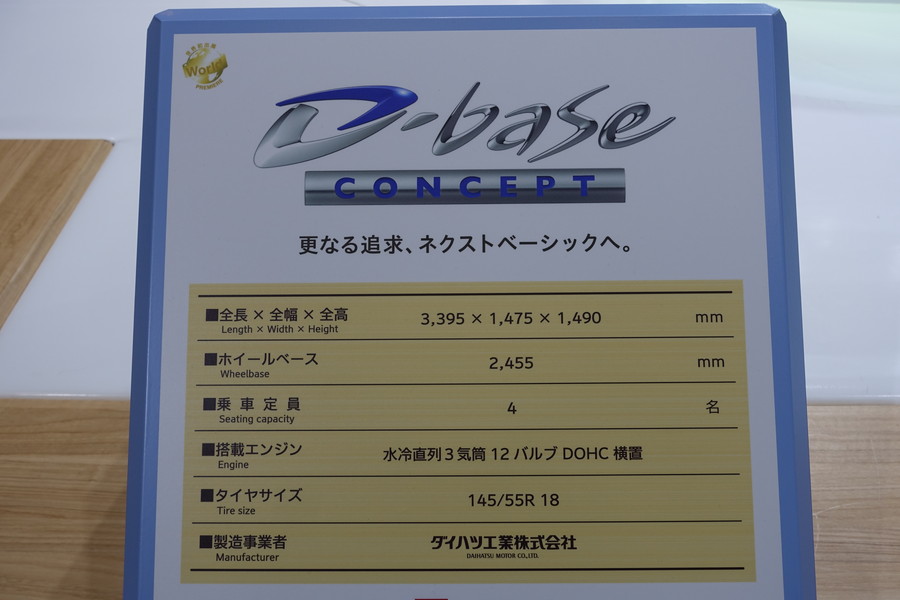 World
PREMIERE
D-base
CONCEPT
更なる追求、ネクストベーシックへ。
■全長 × 全幅 × 全高 3,395 × 1,475 × 1,490 mm
Length × Width × Height
■ホイールベース 2,455 mm
Wheelbase
■乗車定員 4 名
Seating capacity
■搭載エンジン 水冷直列3気筒 12 バルブ DOHC 横置
Engine
■タイヤサイズ 145/55R 18
Tire size
■製造事業者 ダイハツ工業株式会社
Manufacturer DAIHATSU MOTOR CO.,LTD.